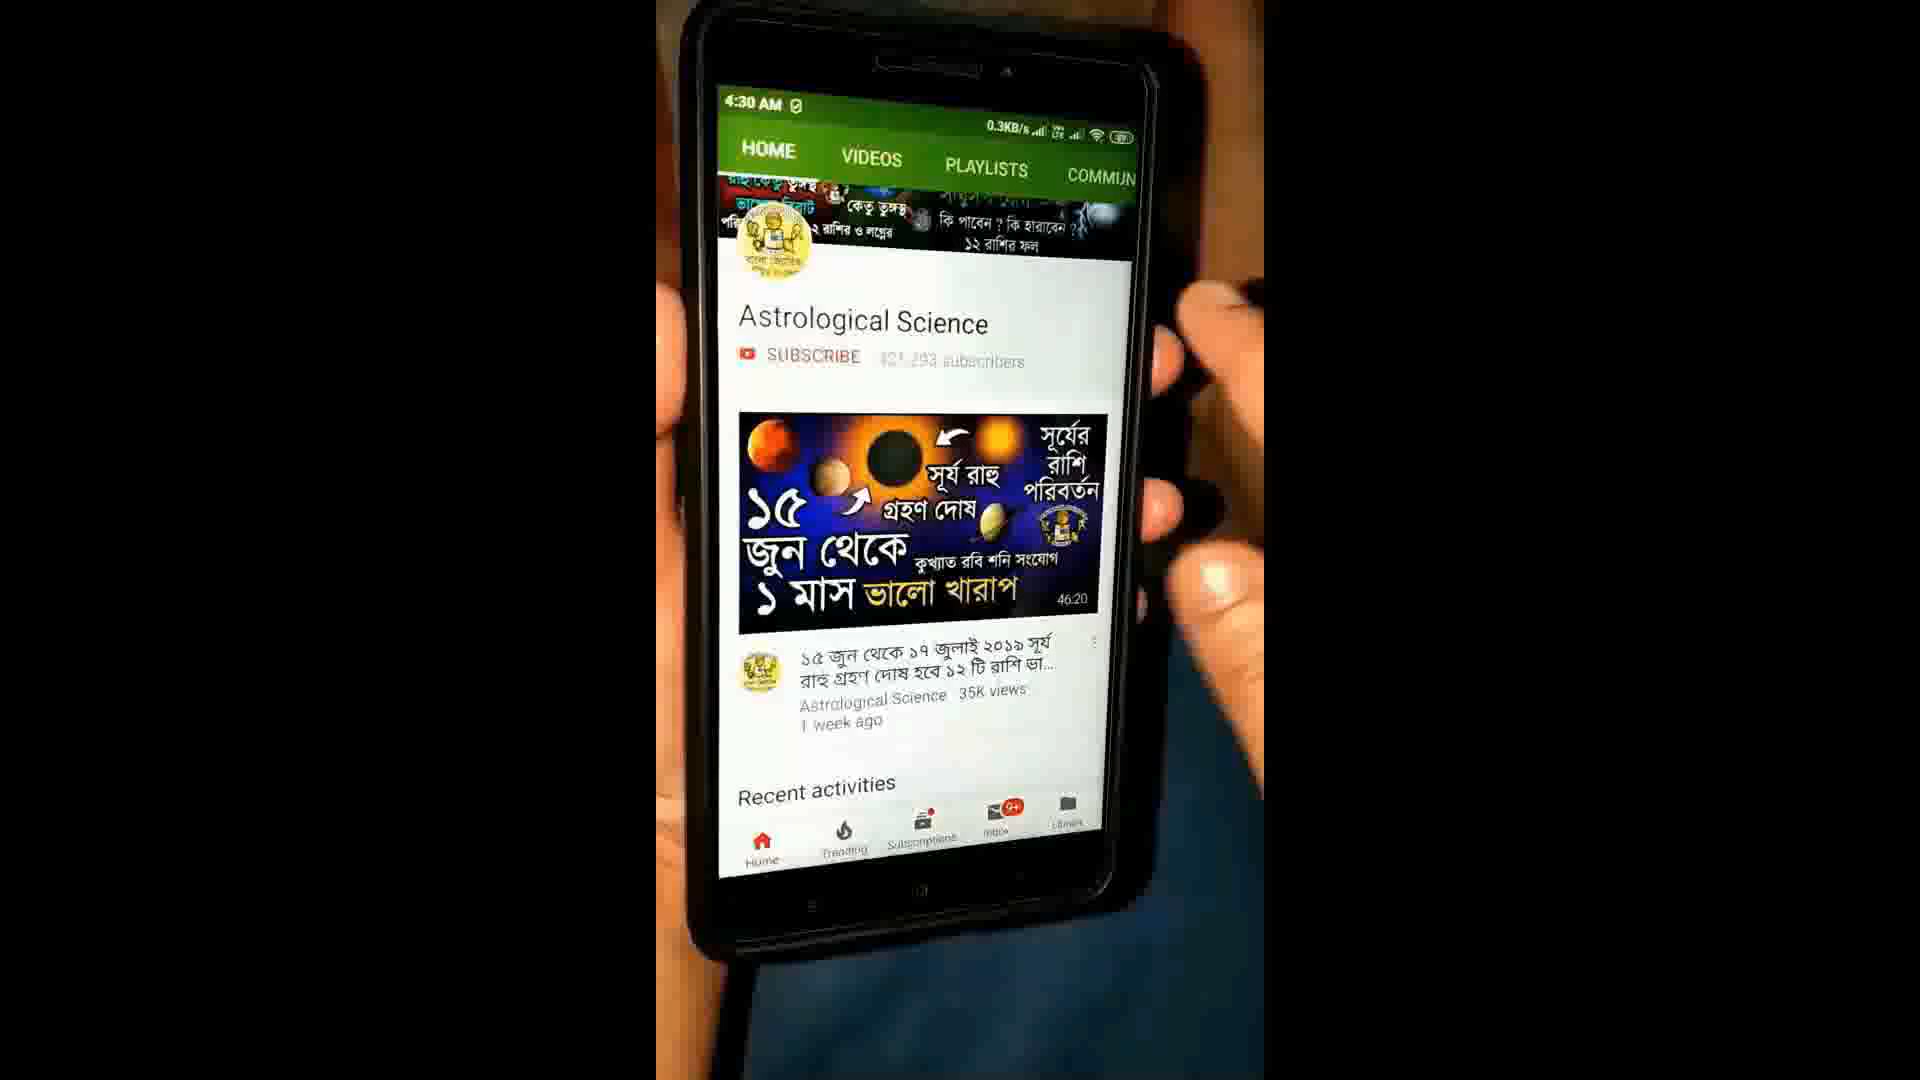 4:30 AM
0.3KB/s
HOME VIDEOS PLAYLISTS COMMUN
কেতু তুঙ্গস্থ
২ রাশির ও লগ্নের
কি পাবেন ? কি হারাবেন ?
১২ রাশির ফল
Astrological Science
SUBSCRIBE subscribers
সূর্যের
রাশি
পরিবর্তন
সূর্য রাহু
গ্রহণ দোষ
১৫
জুন থেকে
কুখ্যাত রবি শনি সংযোগ
১ মাস ভালো খারাপ
46:20
১৫ জুন থেকে ১৭ জুলাই ২০১৯ সূর্য
রাহু গ্রহণ দোষ হবে ১২ টি রাশি ভা...
Astrological Science 35K views
1 week ago
Recent activities
9+
Home Trending Subscriptions Inbox Library